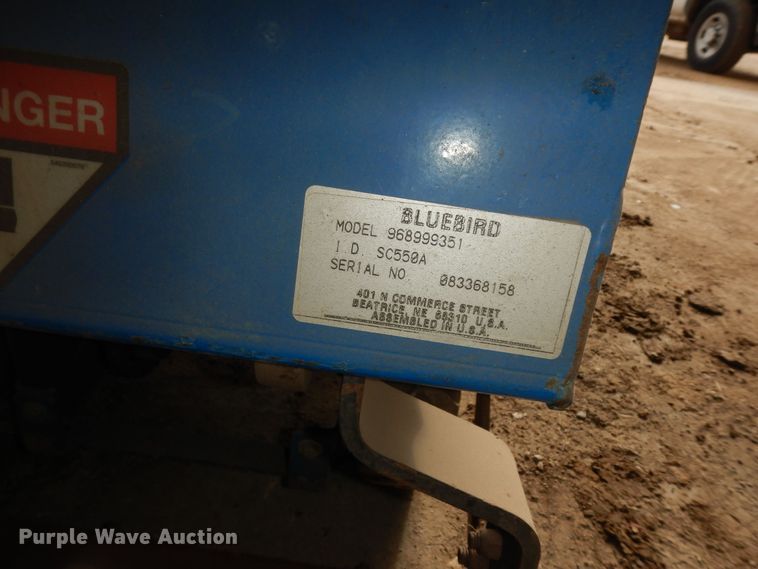 NGER
BLUEBIRD
MODEL 968999351
I D. SC550A
SERIAL NO 083368158
401 N COMMERCE STREET
BEATRICE, NE 68310 U.S.A.
ASSEMBLED IN U.S.A.
Purple Wave Auction®